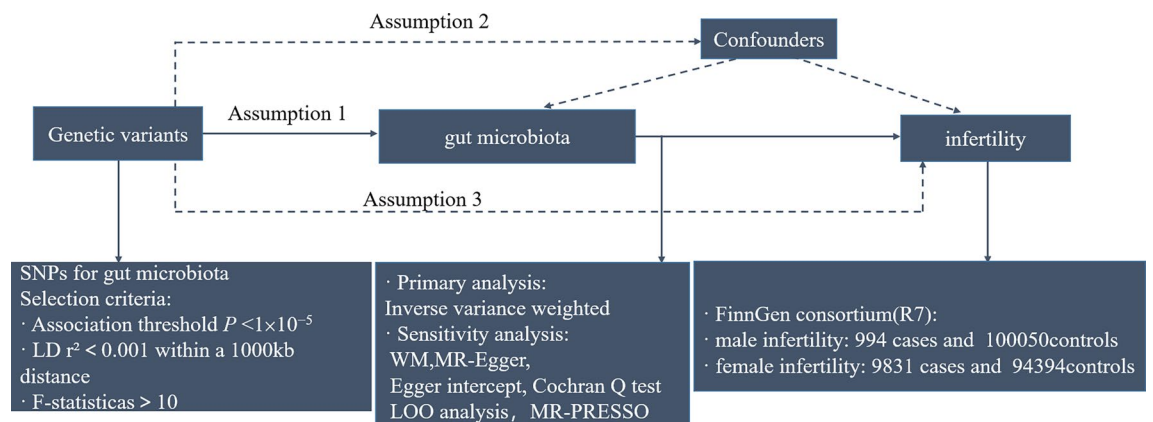 Assumption 2
Confounders
Assumption 1
Genetic variants
gut microbiota
infertility
Assumption 3
SNPs for gut microbiota
Selection criteria:
· Association threshold P <1×10⁻⁵
· LD r² < 0.001 within a 1000kb
distance
· F-statisticas > 10
· Primary analysis:
Inverse variance weighted
· Sensitivity analysis:
WM,MR-Egger,
Egger intercept, Cochran Q test
LOO analysis，MR-PRESSO
· FinnGen consortium(R7):
· male infertility: 994 cases and 100050controls
· female infertility: 9831 cases and 94394controls